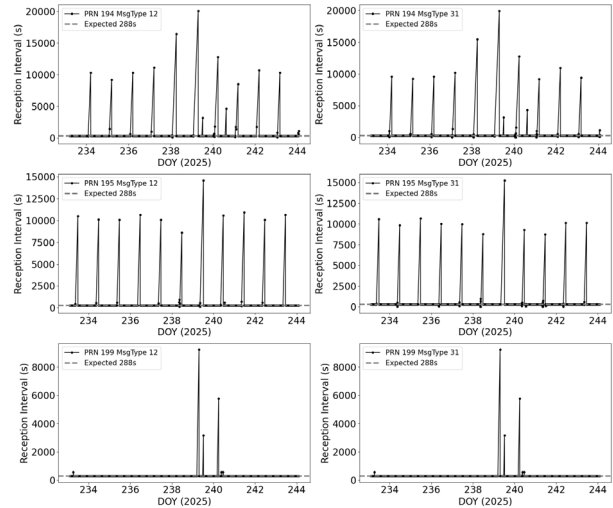 PRN 194 MsgType 12
Expected 288s
Reception Interval (s)
20000
15000
10000
5000
0
234 236 238 240 242 244
DOY (2025)
PRN 194 MsgType 31
Expected 288s
Reception Interval (s)
20000
15000
10000
5000
0
234 236 238 240 242 244
DOY (2025)
PRN 195 MsgType 12
Expected 288s
Reception Interval (s)
15000
12500
10000
7500
5000
2500
0
234 236 238 240 242 244
DOY (2025)
PRN 195 MsgType 31
Expected 288s
Reception Interval (s)
15000
12500
10000
7500
5000
2500
0
234 236 238 240 242 244
DOY (2025)
PRN 199 MsgType 12
Expected 288s
Reception Interval (s)
8000
6000
4000
2000
0
234 236 238 240 242 244
DOY (2025)
PRN 199 MsgType 31
Expected 288s
Reception Interval (s)
8000
6000
4000
2000
0
234 236 238 240 242 244
DOY (2025)